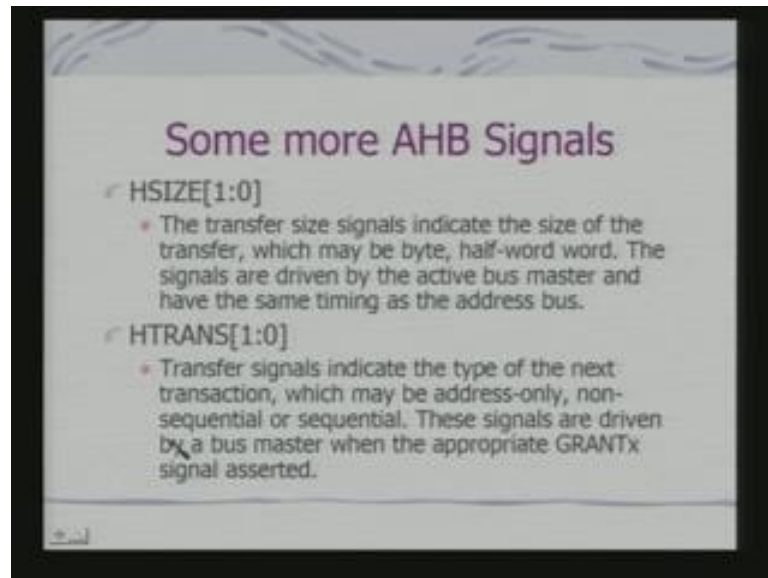 Some more AHB Signals
HSIZE[1:0]
The transfer size signals indicate the size of the
transfer, which may be byte, half-word word. The
signals are driven by the active bus master and
have the same timing as the address bus.
HTRANS[1:0]
Transfer signals indicate the type of the next
transaction, which may be address-only, non-
sequential or sequential. These signals are driven
by a bus master when the appropriate GRANTx
signal asserted.